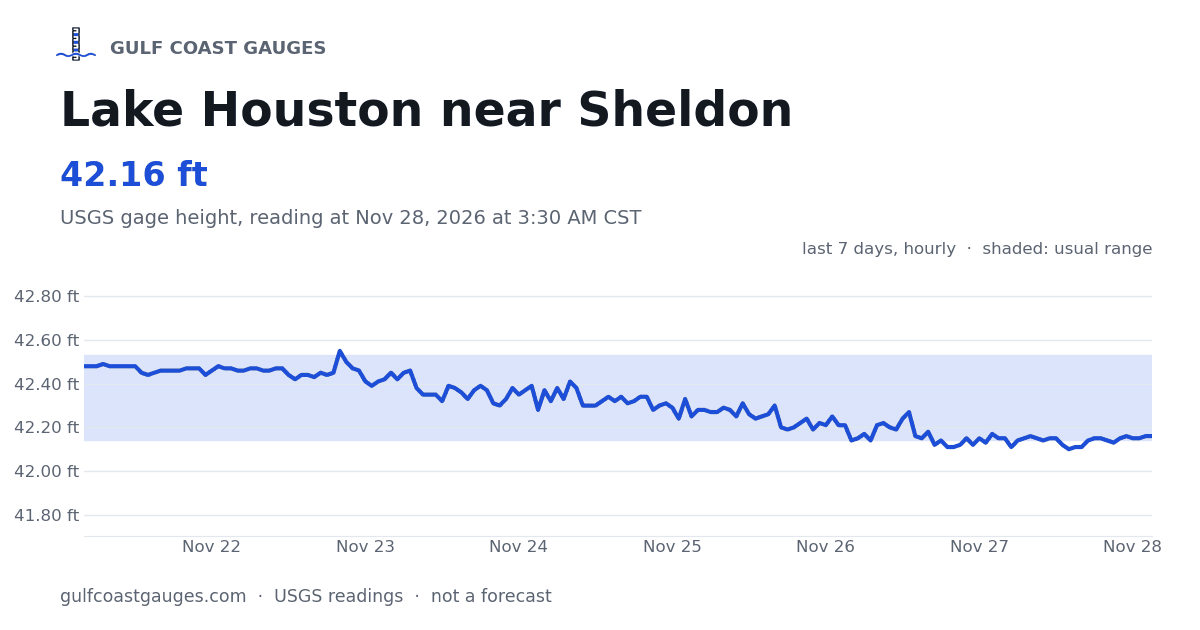 GULF COAST GAUGES
Lake Houston near Sheldon
42.16 ft
USGS gage height, reading at Nov 28, 2026 at 3:30 AM CST
last 7 days, hourly · shaded: usual range
42.80 ft
42.60 ft
42.40 ft
42.20 ft
42.00 ft
41.80 ft
Nov 22 Nov 23 Nov 24 Nov 25 Nov 26 Nov 27 Nov 28
gulfcoastgauges.com · USGS readings · not a forecast